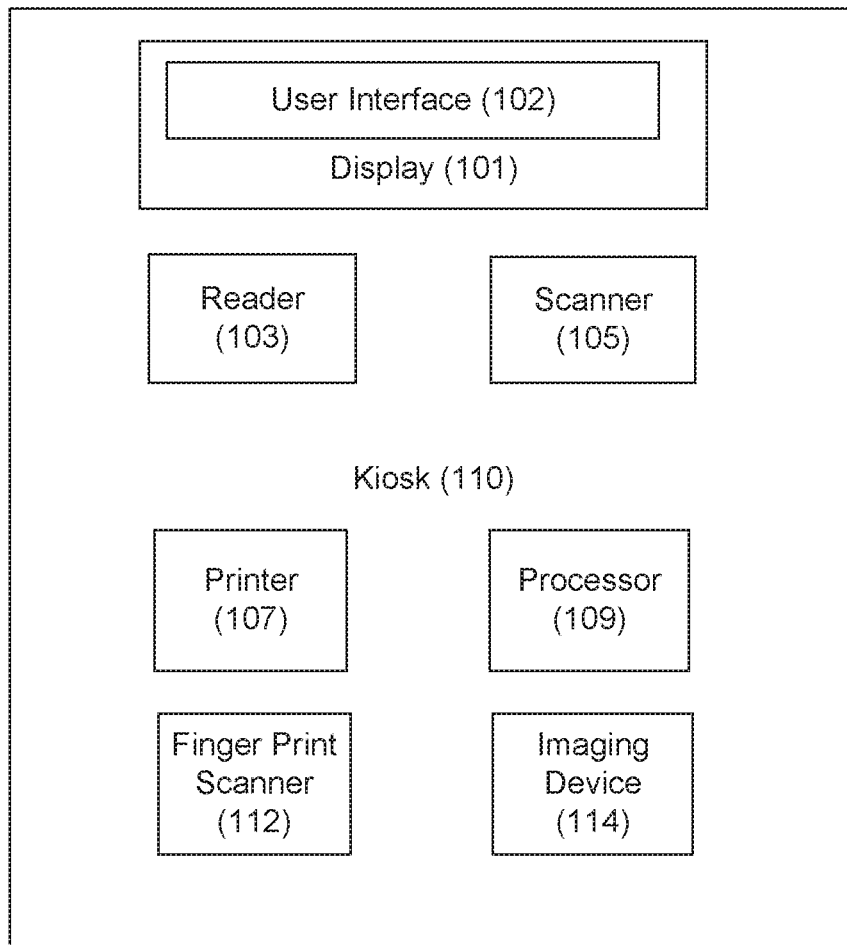 User Interface (102)
Display (101)
Reader
(103)
Scanner
(105)
Kiosk (110)
Printer
(107)
Processor
(109)
Finger Print
Scanner
(112)
Imaging
Device
(114)